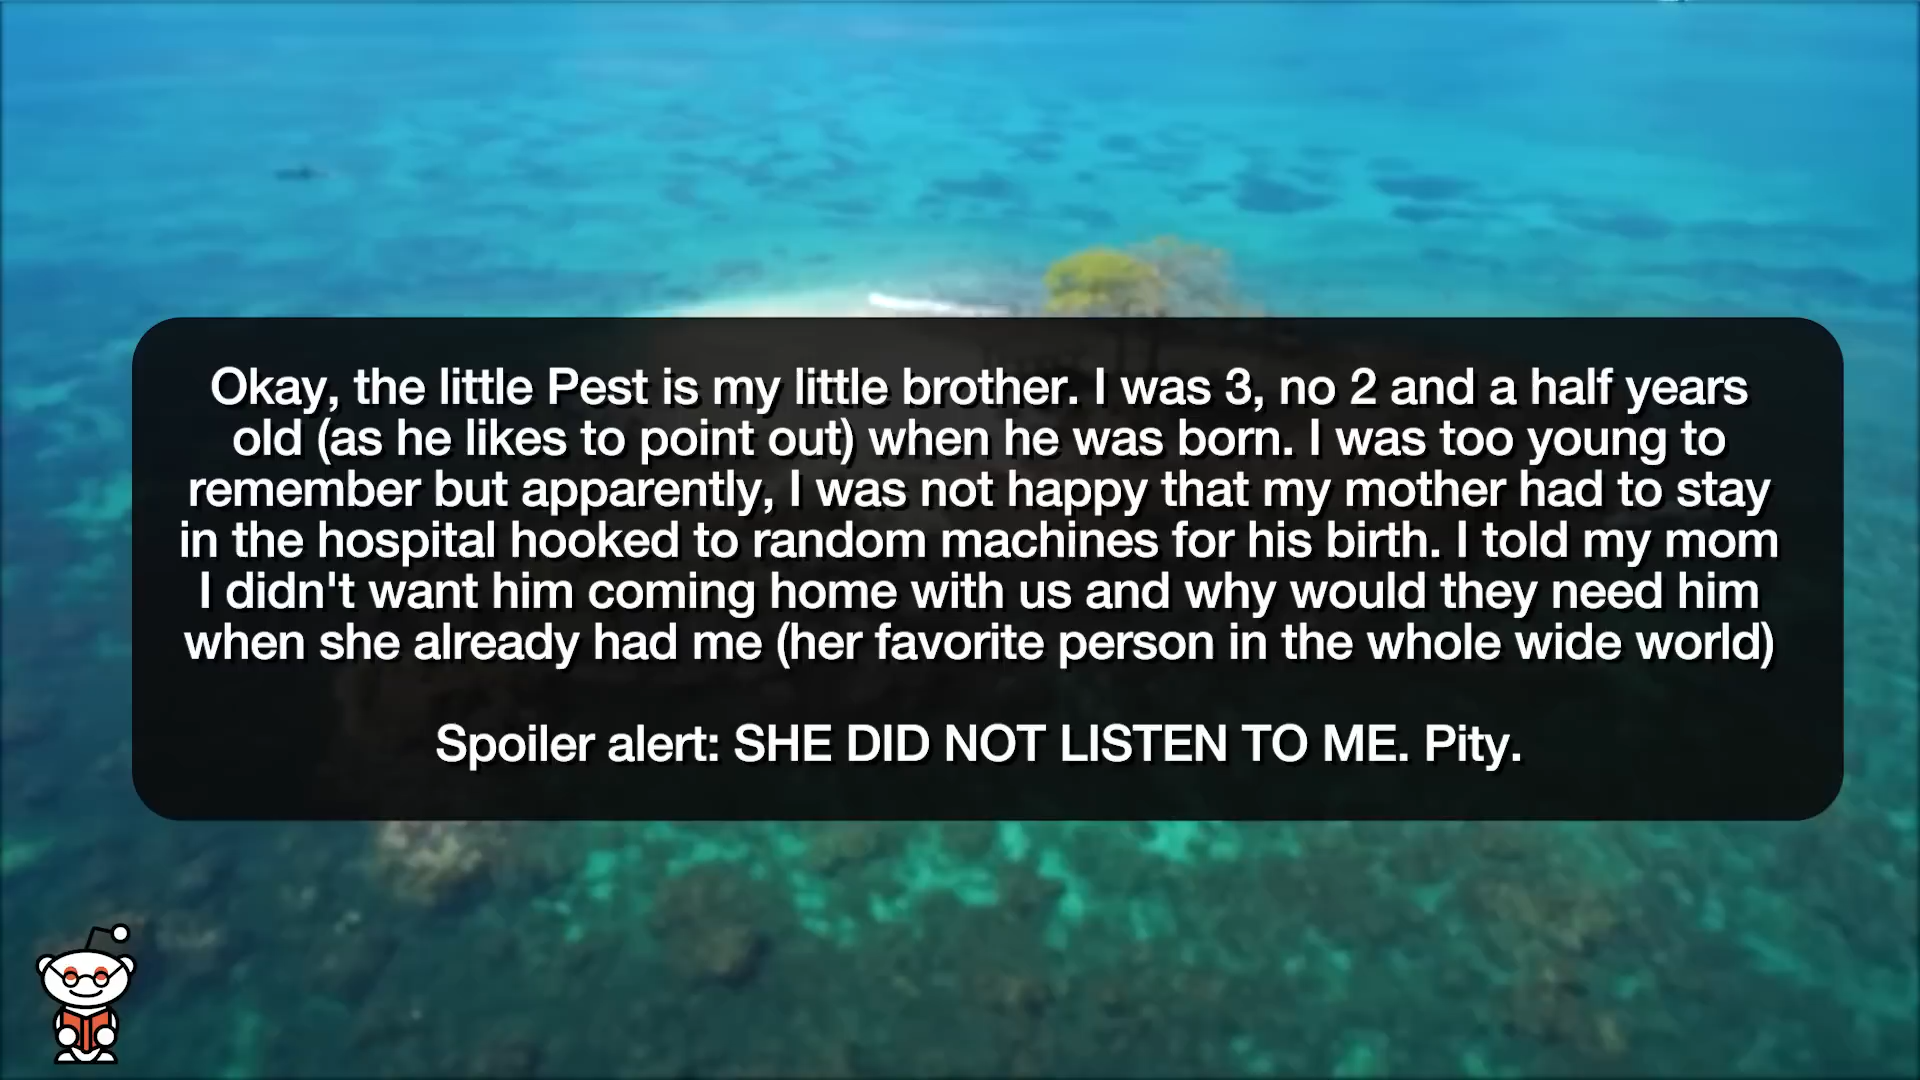 Okay, the little Pest is my little brother. I was 3, no 2 and a half years
old (as he likes to point out) when he was born. I was too young to
remember but apparently, I was not happy that my mother had to stay
in the hospital hooked to random machines for his birth. I told my mom
I didn't want him coming home with us and why would they need him
when she already had me (her favorite person in the whole wide world)
Spoiler alert: SHE DID NOT LISTEN TO ME. Pity.